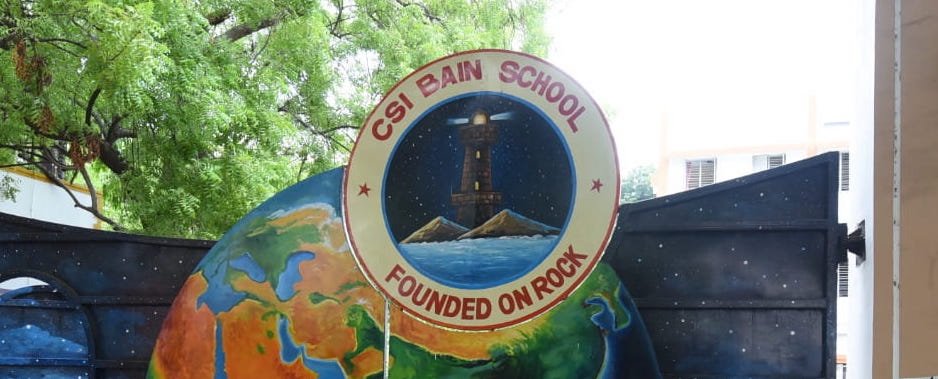 CSI BAIN SCHOOL
FOUNDED ON ROCK